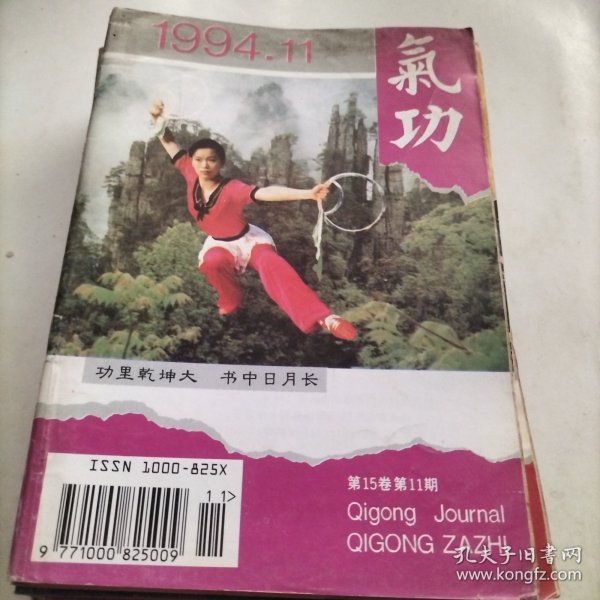 1994.11
氣功
功里乾坤大 书中日月长
ISSN 1000-825X
11>
9 771000 825009
第15卷第11期
Qigong Journal
QIGONG ZAZHI
孔夫子旧书网
www.kongfz.com